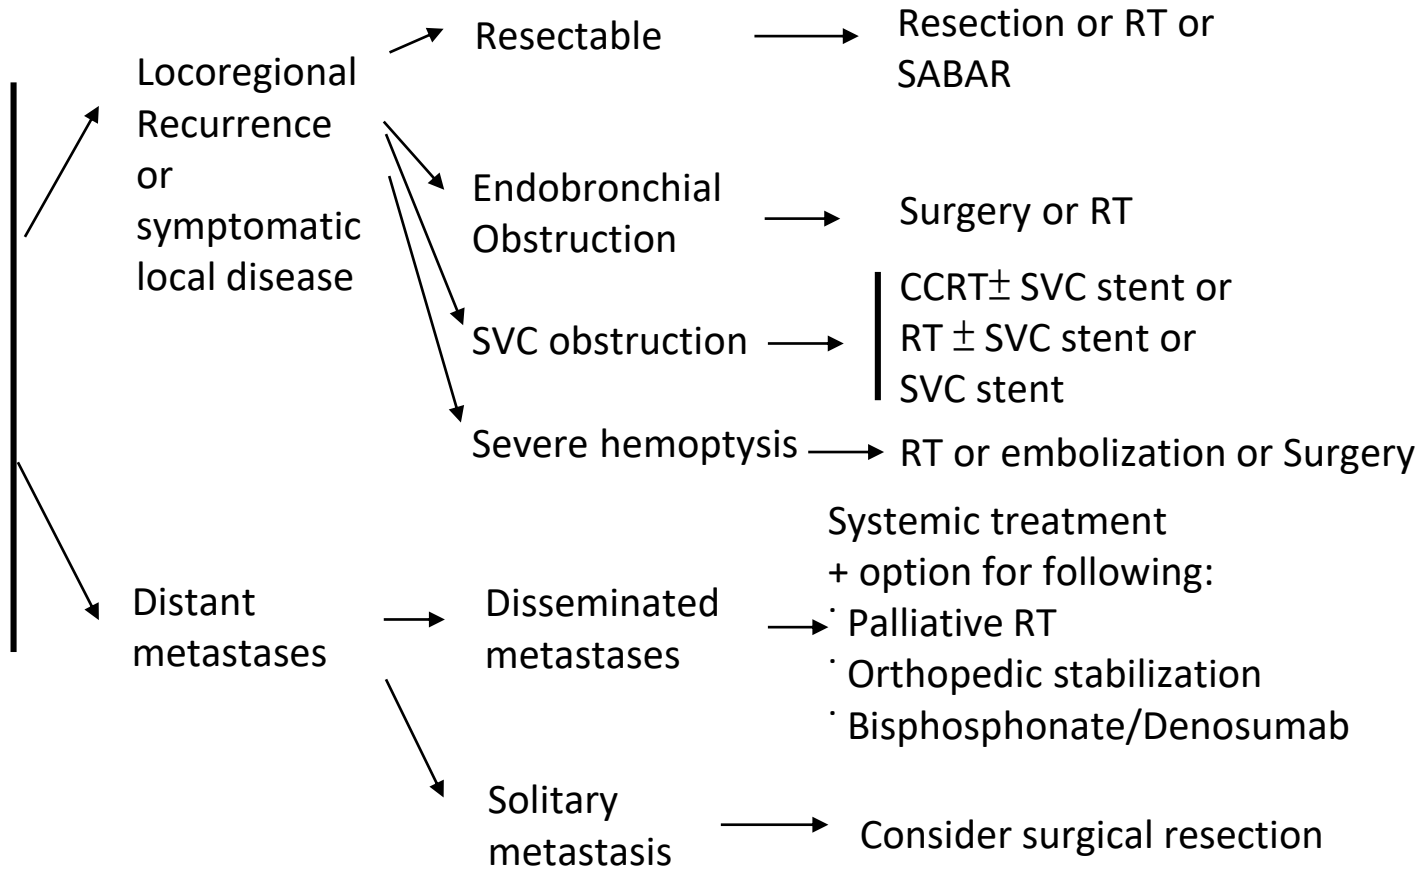 Locoregional
Recurrence
or
symptomatic
local disease
Resectable
Resection or RT or
SABAR
Endobronchial
Obstruction
Surgery or RT
SVC obstruction
CCRT± SVC stent or
RT ± SVC stent or
SVC stent
Severe hemoptysis
RT or embolization or Surgery
Distant
metastases
Disseminated
metastases
Systemic treatment
+ option for following:
˙Palliative RT
˙Orthopedic stabilization
˙Bisphosphonate/Denosumab
Solitary
metastasis
Consider surgical resection